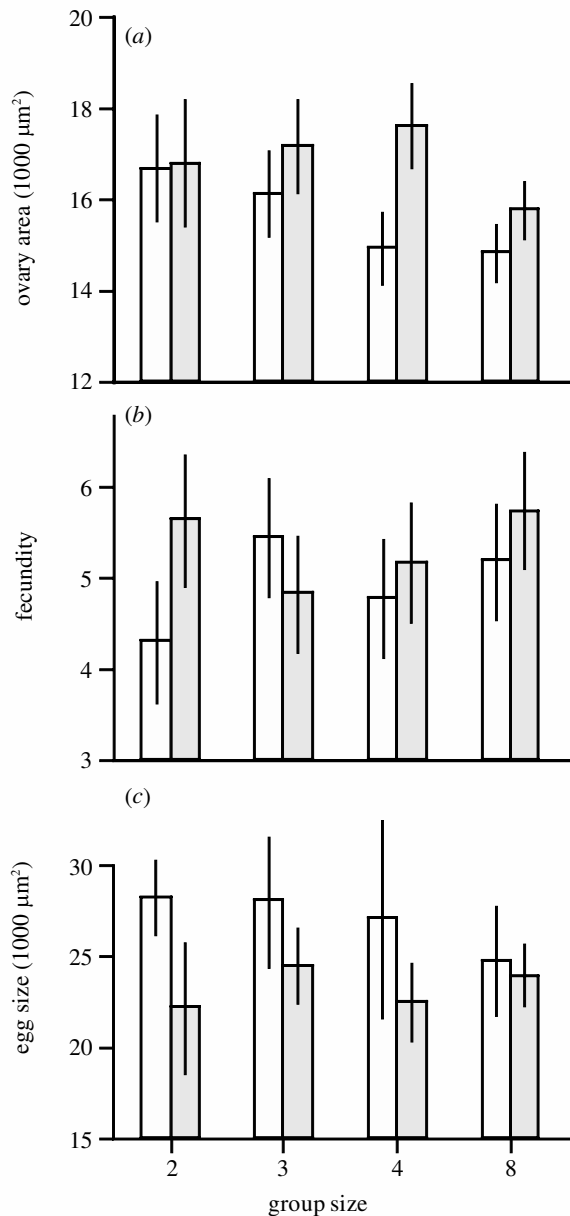 (a)
20
18
16
14
12
ovary area (1000 µm²)
(b)
6
5
4
3
fecundity
(c)
30
25
20
15
egg size (1000 µm²)
2 3 4 8
group size